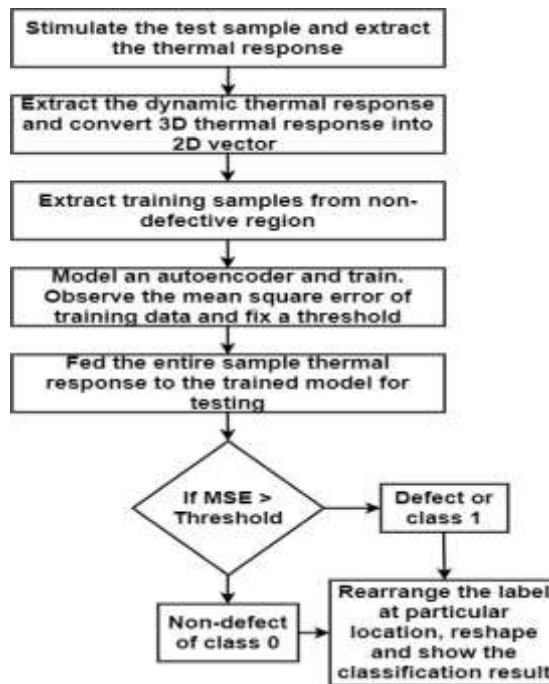 Stimulate the test sample and extract
the thermal response
Extract the dynamic thermal response
and convert 3D thermal response into
2D vector
Extract training samples from non-
defective region
Model an autoencoder and train.
Observe the mean square error of
training data and fix a threshold
Fed the entire sample thermal
response to the trained model for
testing
If MSE >
Threshold
Defect or
class 1
Non-defect
of class 0
Rearrange the label
at particular
location, reshape
and show the
classification result